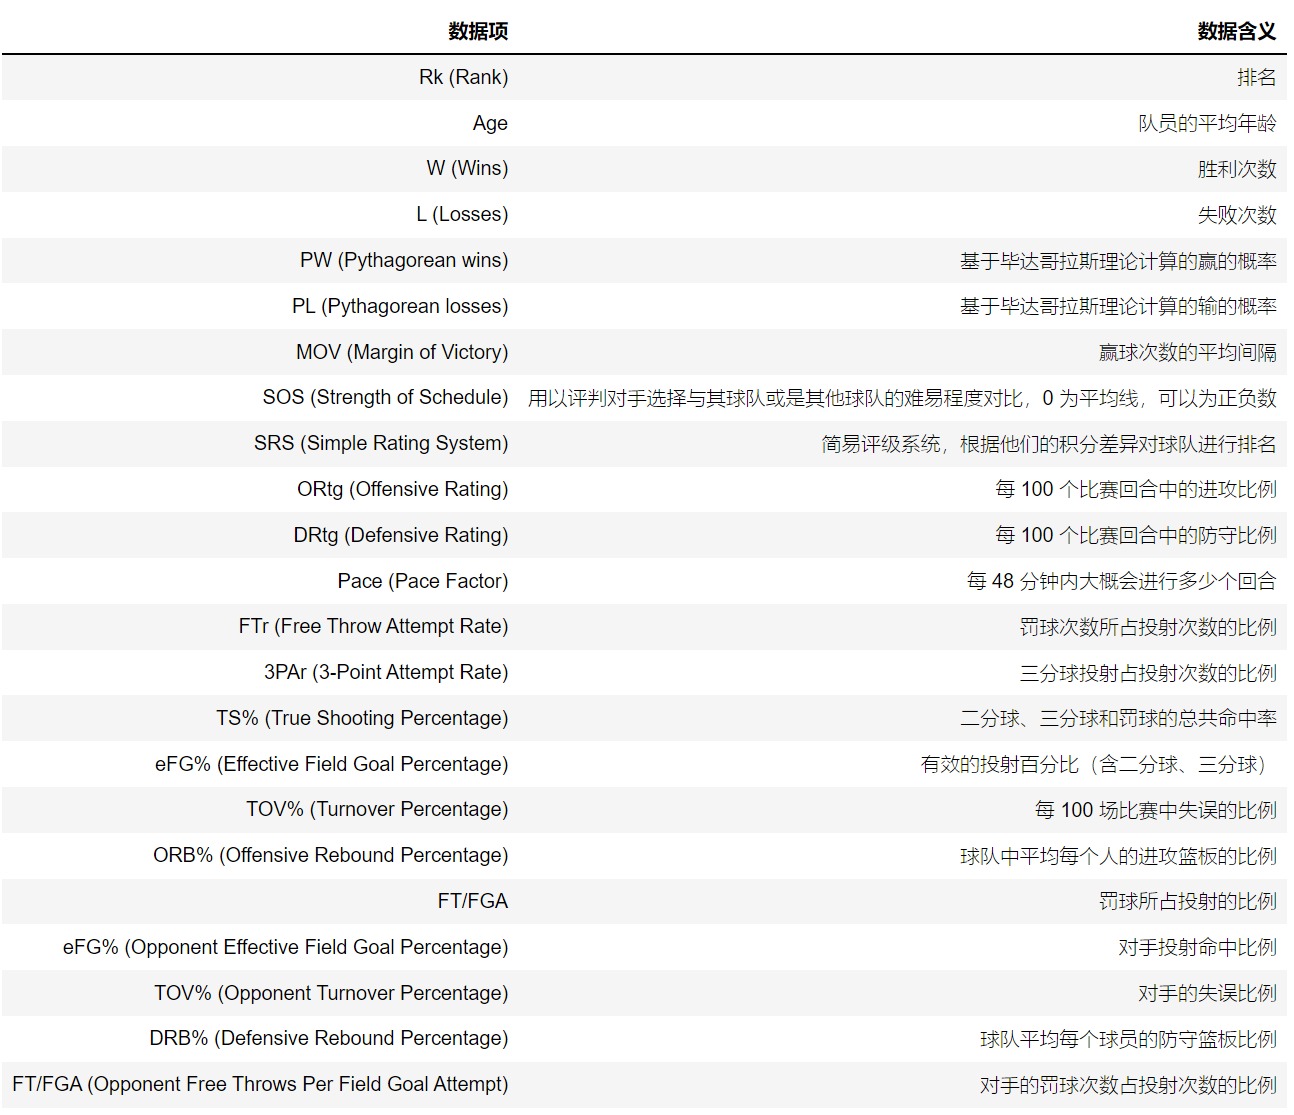 数据项 数据含义
Rk (Rank) 排名
Age 队员的平均年龄
W (Wins) 胜利次数
L (Losses) 失败次数
PW (Pythagorean wins) 基于毕达哥拉斯理论计算的赢的概率
PL (Pythagorean losses) 基于毕达哥拉斯理论计算的输的概率
MOV (Margin of Victory) 赢球次数的平均间隔
SOS (Strength of Schedule) 用以评判对手选择与其球队或是其他球队的难易程度对比，0 为平均线，可以为正负数
SRS (Simple Rating System) 简易评级系统，根据他们的积分差异对球队进行排名
ORtg (Offensive Rating) 每 100 个比赛回合中的进攻比例
DRtg (Defensive Rating) 每 100 个比赛回合中的防守比例
Pace (Pace Factor) 每 48 分钟内大概会进行多少个回合
FTr (Free Throw Attempt Rate) 罚球次数所占投射次数的比例
3PAr (3-Point Attempt Rate) 三分球投射占投射次数的比例
TS% (True Shooting Percentage) 二分球、三分球和罚球的总共命中率
eFG% (Effective Field Goal Percentage) 有效的投射百分比（含二分球、三分球）
TOV% (Turnover Percentage) 每 100 场比赛中失误的比例
ORB% (Offensive Rebound Percentage) 球队中平均每个人的进攻篮板的比例
FT/FGA 罚球所占投射的比例
eFG% (Opponent Effective Field Goal Percentage) 对手投射命中比例
TOV% (Opponent Turnover Percentage) 对手的失误比例
DRB% (Defensive Rebound Percentage) 球队平均每个球员的防守篮板比例
FT/FGA (Opponent Free Throws Per Field Goal Attempt) 对手的罚球次数占投射次数的比例